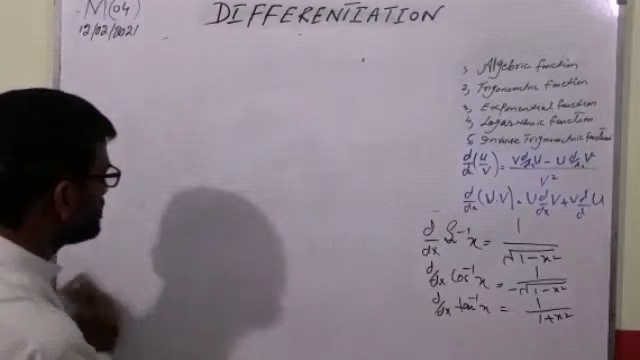 M(04)
12/02/2021
DIFFERENTIATION
1, Algebric function
2, Trigonometric function
3, Exponential function
4, Logarithmic function
5, Inverse Trigonometric function
d/dx (u/v) = (v d/dx u - u d/dx v)/v²
d/dx (u.v) = u d/dx v + v d/d u
d/dx Sin⁻¹x = 1/√(1-x²)
d/dx Cos⁻¹x = 1/-√(1-x²)
d/dx tan⁻¹x = 1/(1+x²)